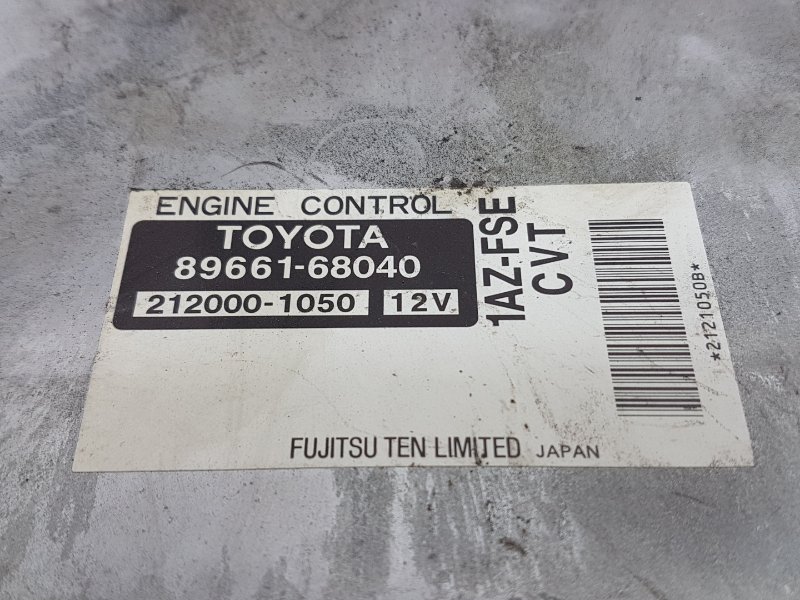 ENGINE CONTROL
TOYOTA
89661-68040
212000-1050 12V
1AZ-FSE
CVT
*2121050B*
FUJITSU TEN LIMITED JAPAN